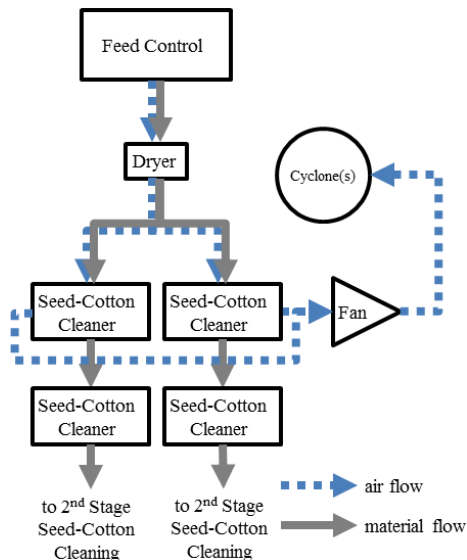 Feed Control
Dryer
Cyclone(s)
Seed-Cotton
Cleaner
Seed-Cotton
Cleaner
Fan
Seed-Cotton
Cleaner
Seed-Cotton
Cleaner
to 2nd Stage
Seed-Cotton
Cleaning
to 2nd Stage
Seed-Cotton
Cleaning
air flow
material flow